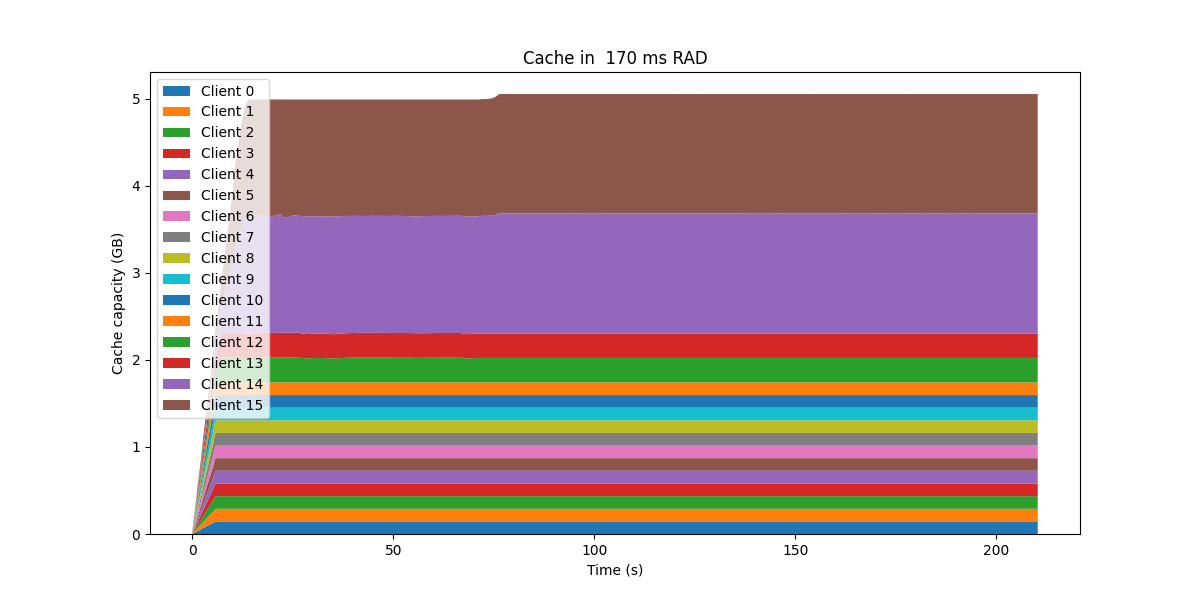 Cache in  170 ms RAD
Cache capacity (GB)
5
4
3
2
1
0
Client 0
Client 1
Client 2
Client 3
Client 4
Client 5
Client 6
Client 7
Client 8
Client 9
Client 10
Client 11
Client 12
Client 13
Client 14
Client 15
0 50 100 150 200
Time (s)